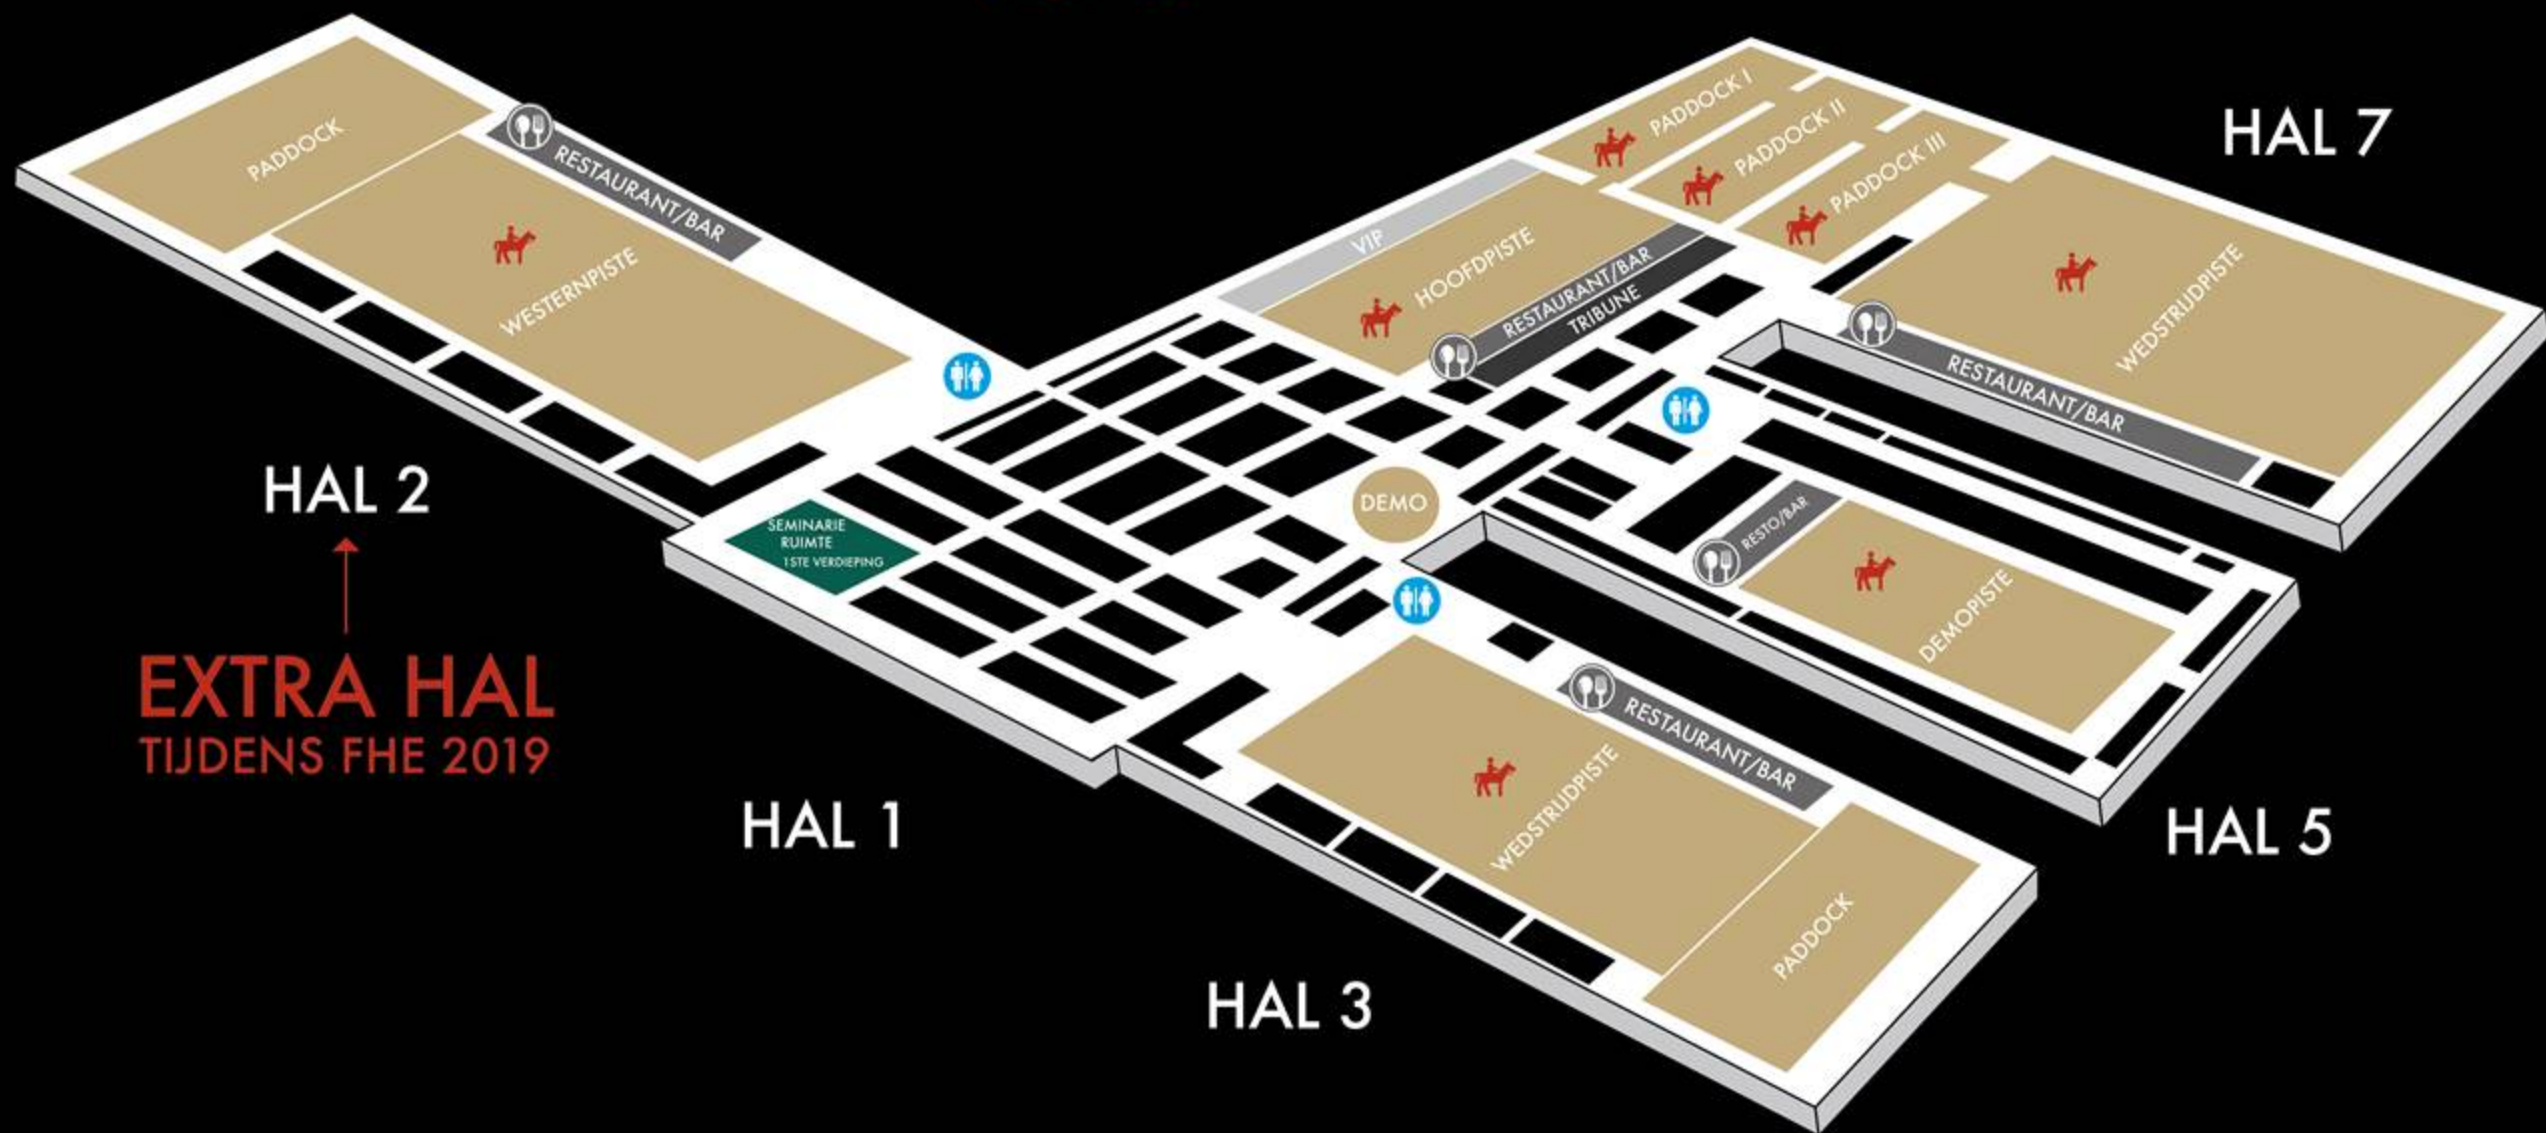 PADDOCK
RESTAURANT/BAR
WESTERNPISTE
HAL 2
EXTRA HAL
TIJDENS FHE 2019
SEMINARIE
RUIMTE
1STE VERDIEPING
HAL 1
VIP
HOOFDPISTE
RESTAURANT/BAR
TRIBUNE
PADDOCK I
PADDOCK II
PADDOCK III
HAL 7
WEDSTRIJDPISTE
RESTAURANT/BAR
DEMO
RESTO/BAR
DEMOPISTE
HAL 5
RESTAURANT/BAR
WEDSTRIJDPISTE
PADDOCK
HAL 3